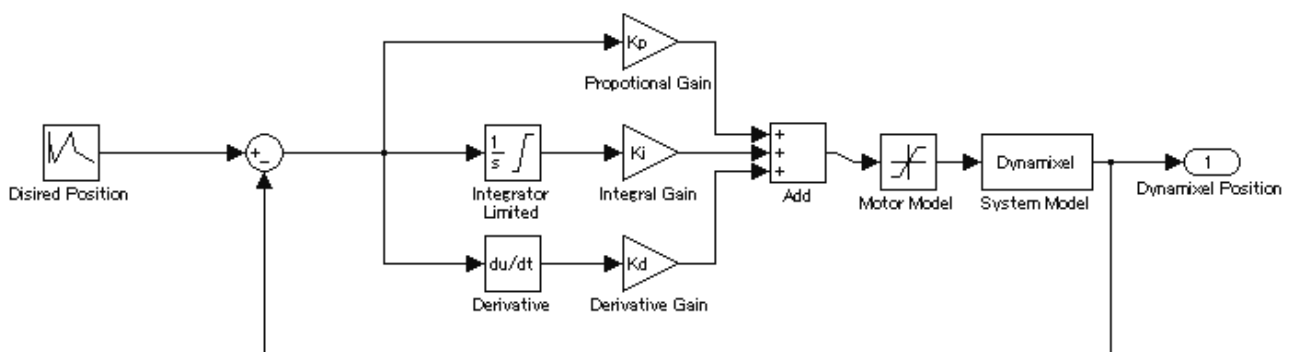 Kp
Propotional Gain
Disired Position
+
-
1
s
Integrator
Limited
Ki
Integral Gain
du/dt
Derivative
Kd
Derivative Gain
+
+
+
Add
Motor Model
Dynamixel
System Model
1
Dynamixel Position